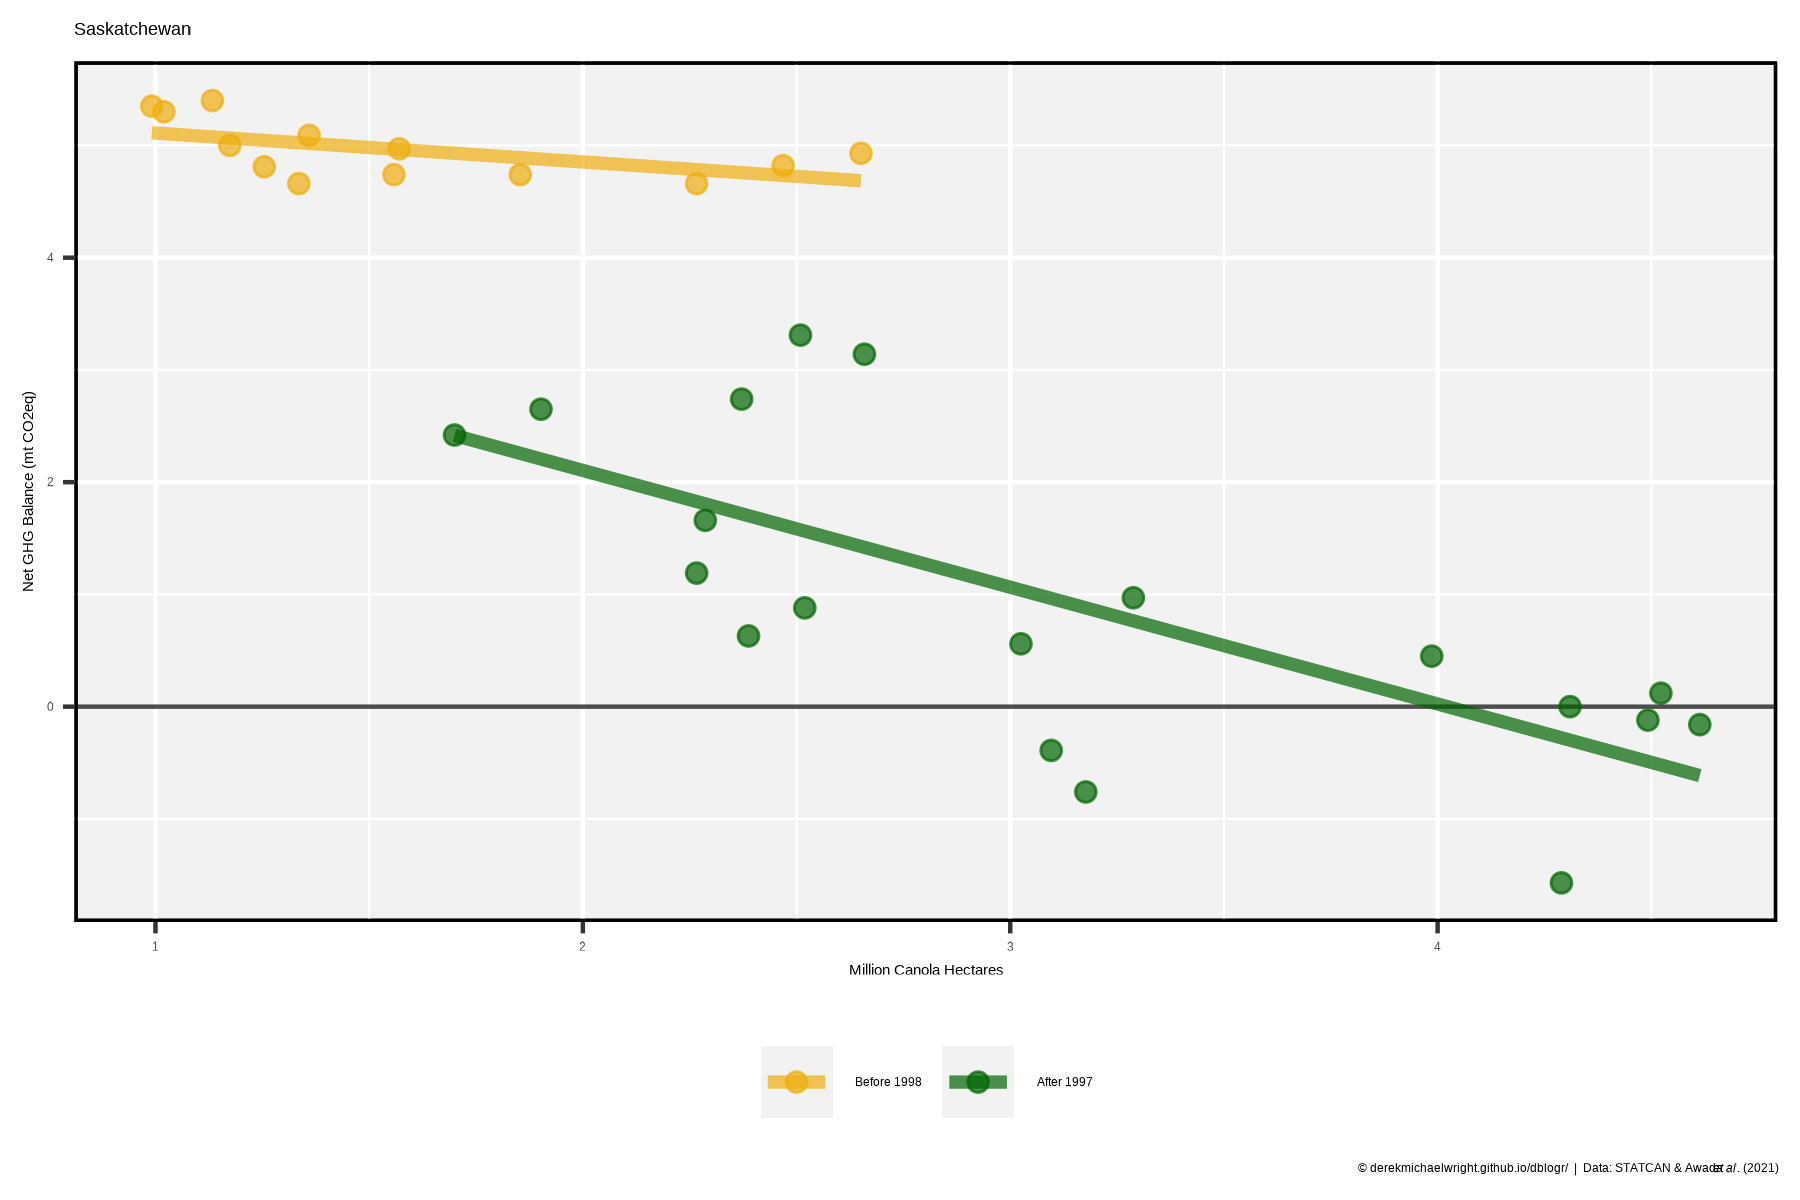 Saskatchewan
Net GHG Balance (mt CO2eq)
4
2
0
1
2
3
4
Million Canola Hectares
Before 1998
After 1997
© derekmichaelwright.github.io/dblogr/ | Data: STATCAN & Awada et al. (2021)